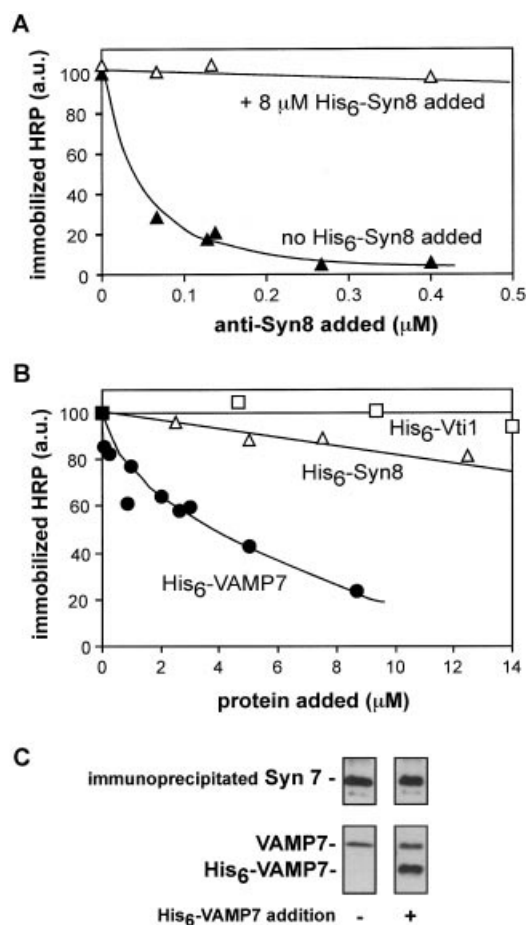 A
immobilized HRP (a.u.)
100
80
60
40
20
0
+ 8 μM His6-Syn8 added
no His6-Syn8 added
0 0.1 0.2 0.3 0.4 0.5
anti-Syn8 added (μM)
B
immobilized HRP (a.u.)
100
80
60
40
20
0
His6-Vti1
His6-Syn8
His6-VAMP7
0 2 4 6 8 10 12 14
protein added (μM)
C
immunoprecipitated Syn 7 -
VAMP7-
His6-VAMP7-
His6-VAMP7 addition - +